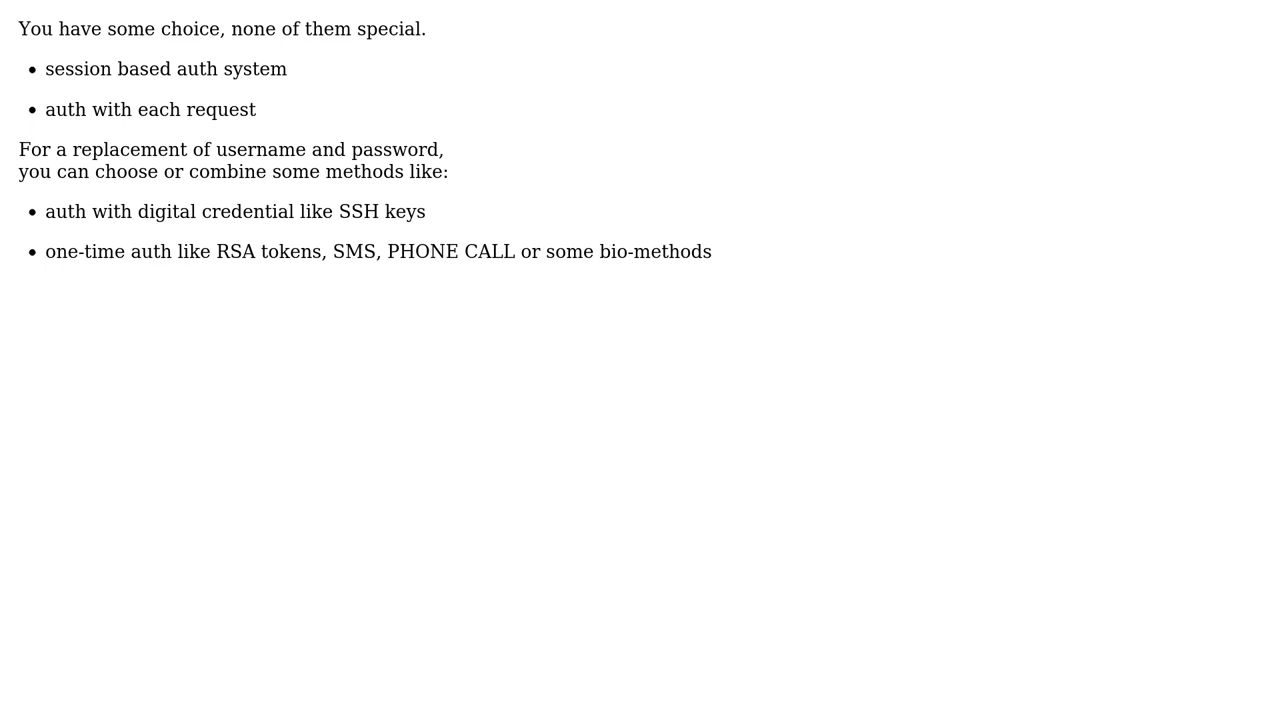 You have some choice, none of them special.
• session based auth system
• auth with each request
For a replacement of username and password,
you can choose or combine some methods like:
• auth with digital credential like SSH keys
• one-time auth like RSA tokens, SMS, PHONE CALL or some bio-methods